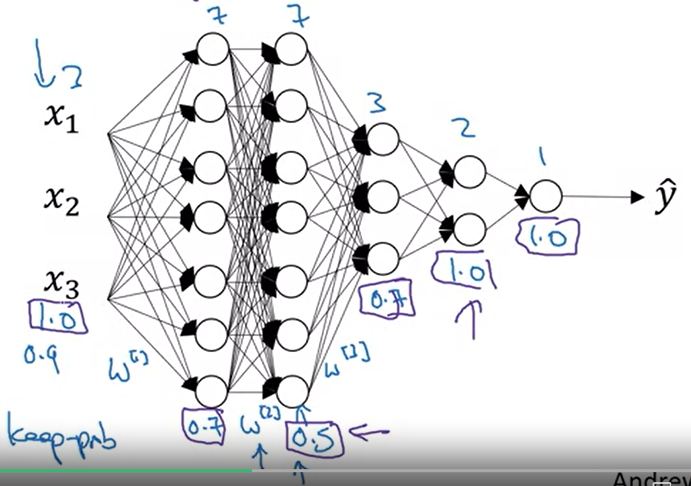 7 7
3
x₁
3
2
1
x₂
ŷ
x₃
1.0
1.0
1.0
0.7
0.9
w[1]
w[3]
0.7
w[2]
0.5
keep-prob
Andrew